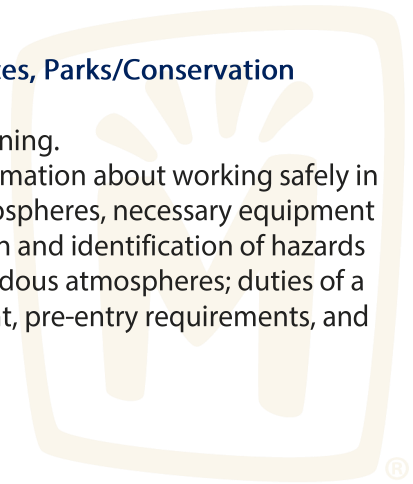 es, Parks/Conservation
ning.
mation about working safely in
ospheres, necessary equipment
n and identification of hazards
dous atmospheres; duties of a
t, pre-entry requirements, and
M
®